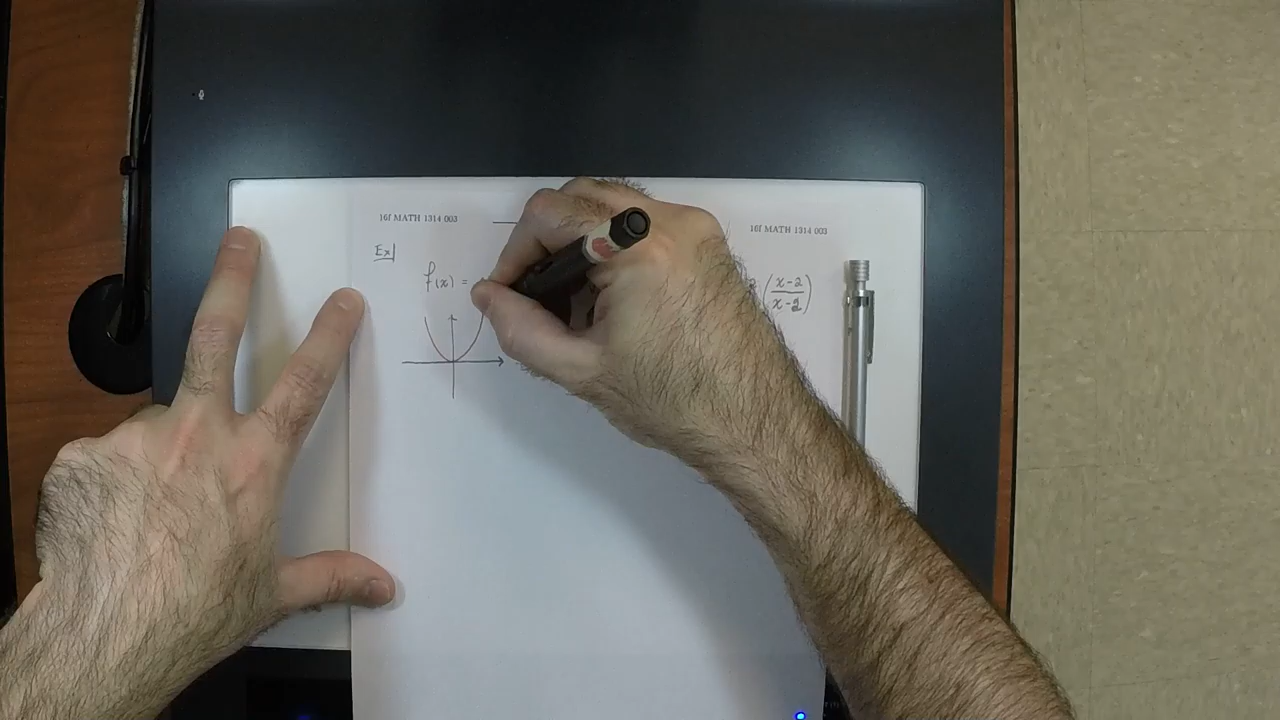 16f MATH 1314 003
16f MATH 1314 003
Ex|
f(x) =
(x-2 / x-2)